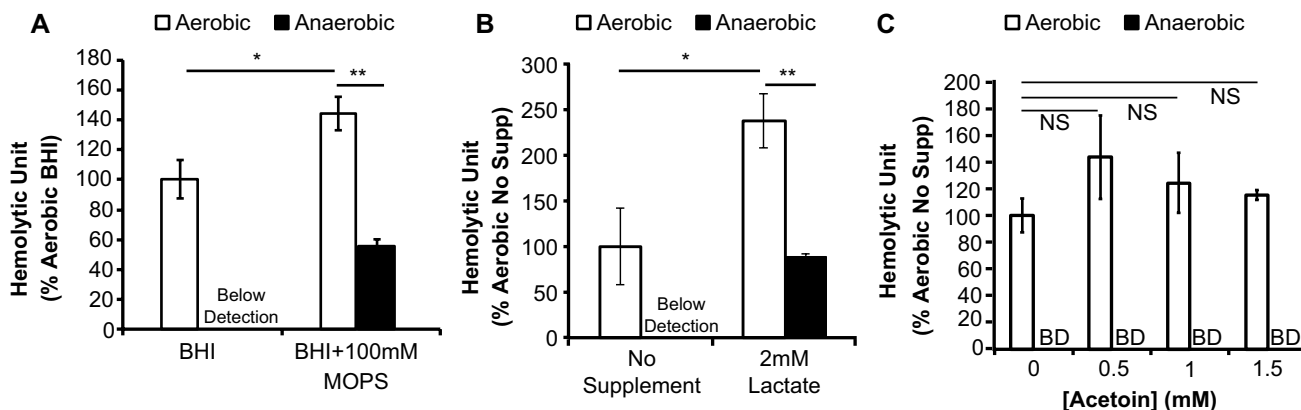 A
Aerobic Anaerobic
Hemolytic Unit
(% Aerobic BHI)
180
160
140
120
100
80
60
40
20
0
*
**
Below
Detection
BHI
BHI+100mM
MOPS
B
Aerobic Anaerobic
Hemolytic Unit
(% Aerobic No Supp)
300
250
200
150
100
50
0
*
**
Below
Detection
No
Supplement
2mM
Lactate
C
Aerobic Anaerobic
Hemolytic Unit
(% Aerobic No Supp)
200
180
160
140
120
100
80
60
40
20
0
NS
NS
NS
BD BD BD BD
0 0.5 1 1.5
[Acetoin] (mM)